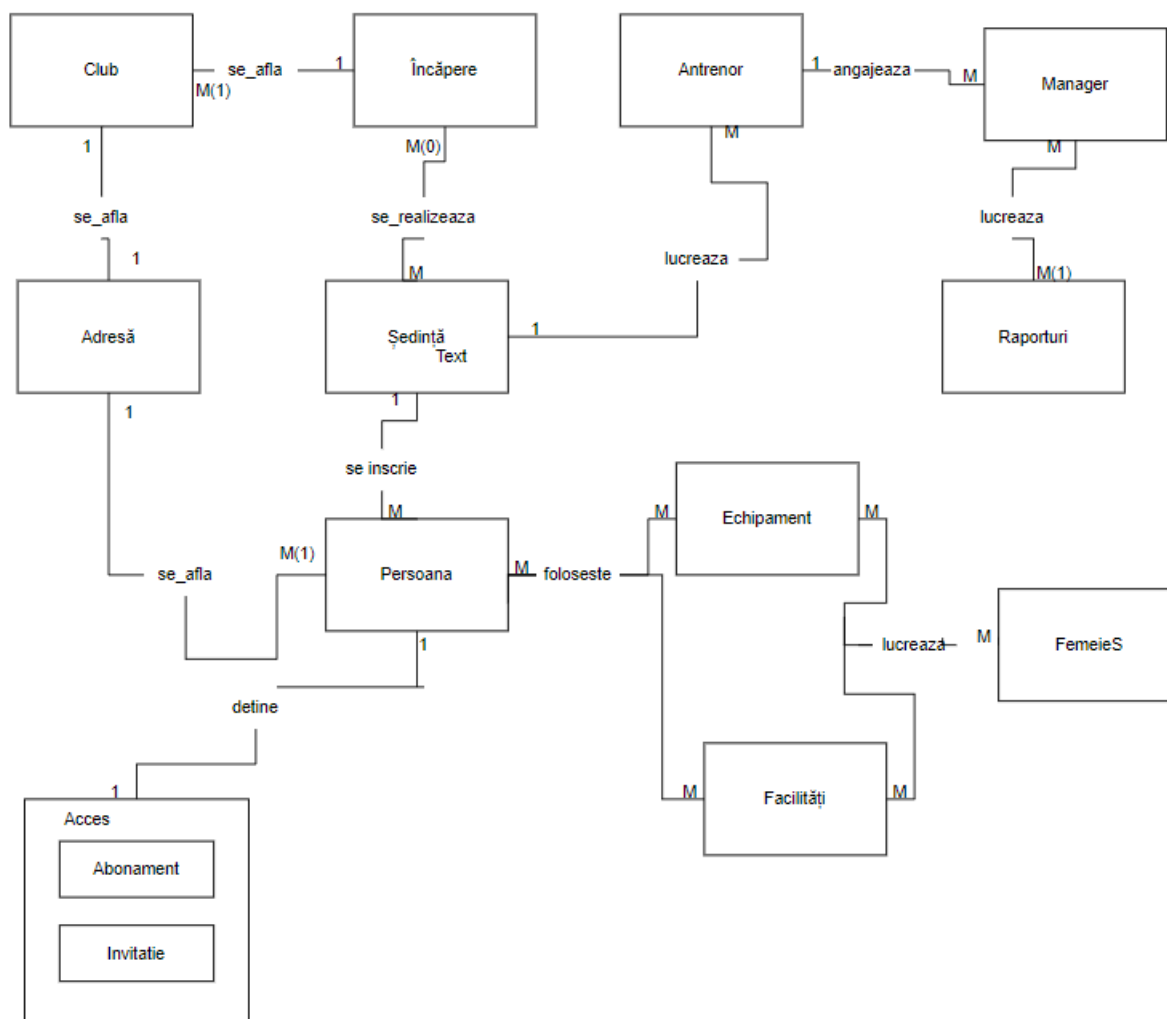 Club
se_afla
M(1)
1
Încăpere
Antrenor
1
angajeaza
M
Manager
1
M(0)
M
M
se_afla
se_realizeaza
lucreaza
lucreaza
1
M
M(1)
Adresă
Ședință
Text
1
Raporturi
1
1
se inscrie
M
M(1)
Persoana
M
foloseste
M
Echipament
M
se_afla
1
lucrează
1
M
FemeieS
detine
1
M
Facilități
M
Acces
Abonament
Invitatie